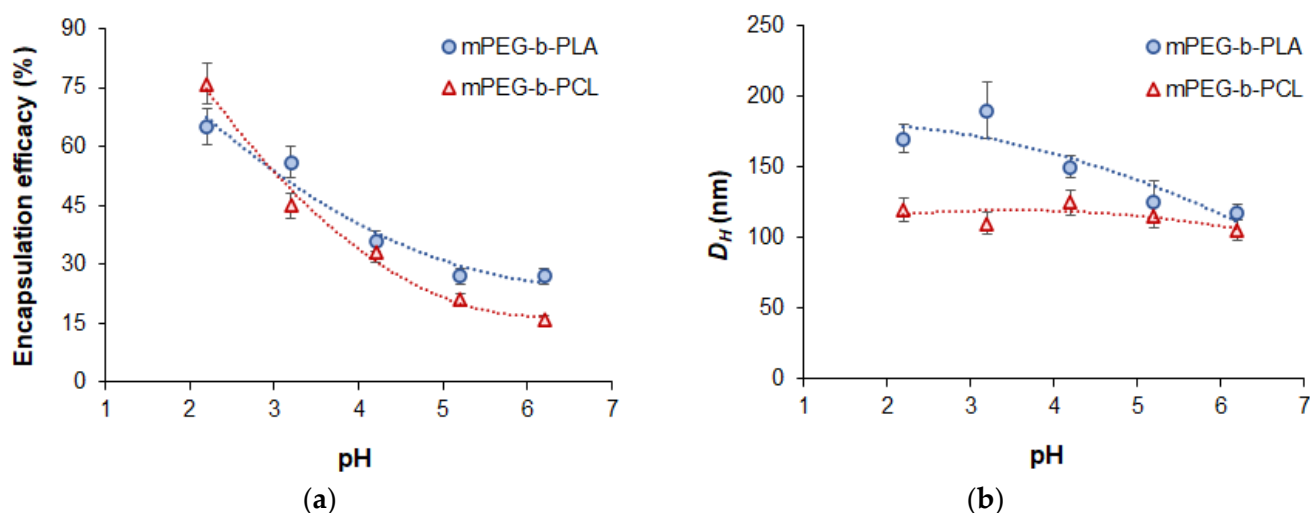 Encapsulation efficacy (%)
90
75
60
45
30
15
0
1 2 3 4 5 6 7
pH
mPEG-b-PLA
mPEG-b-PCL
(a)
D_H (nm)
250
200
150
100
50
0
1 2 3 4 5 6 7
pH
mPEG-b-PLA
mPEG-b-PCL
(b)